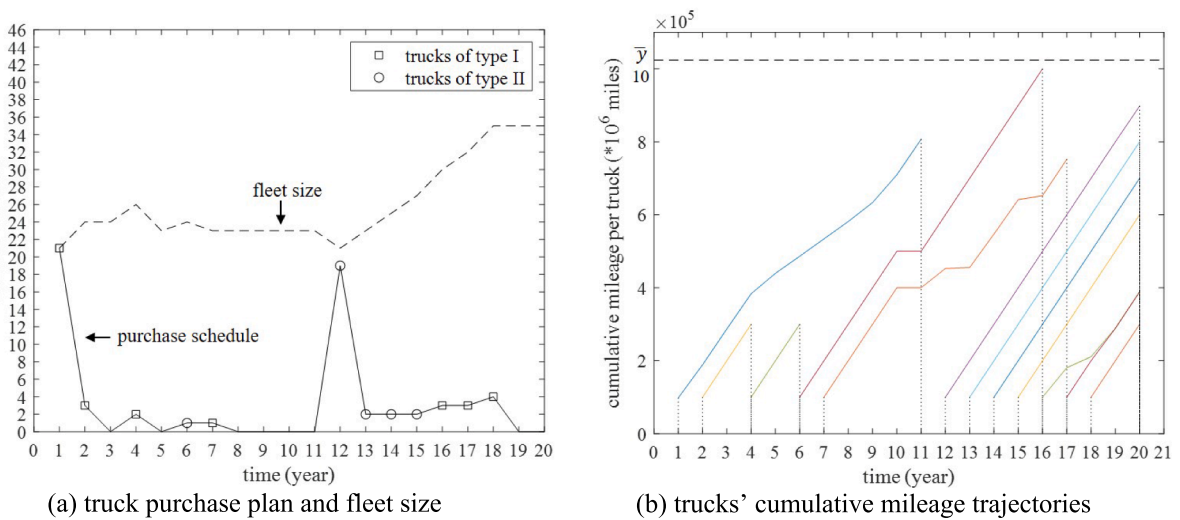 46
44
42
40
38
36
34
32
30
28
26
24
22
20
18
16
14
12
10
8
6
4
2
0
trucks of type I
trucks of type II
fleet size
purchase schedule
0 1 2 3 4 5 6 7 8 9 10 11 12 13 14 15 16 17 18 19 20
time (year)
(a) truck purchase plan and fleet size
×10⁵
y̅
10
8
6
4
2
0
cumulative mileage per truck (*10⁶ miles)
0 1 2 3 4 5 6 7 8 9 10 11 12 13 14 15 16 17 18 19 20 21
time (year)
(b) trucks’ cumulative mileage trajectories